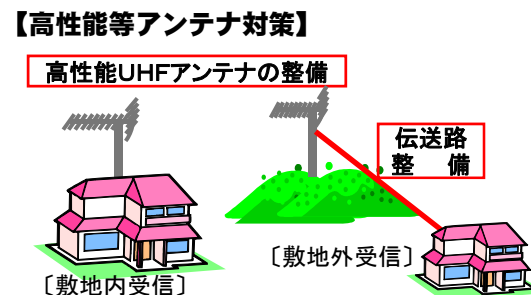 【高性能等アンテナ対策】
高性能UHFアンテナの整備
伝送路
整　備
〔敷地外受信〕
〔敷地内受信〕